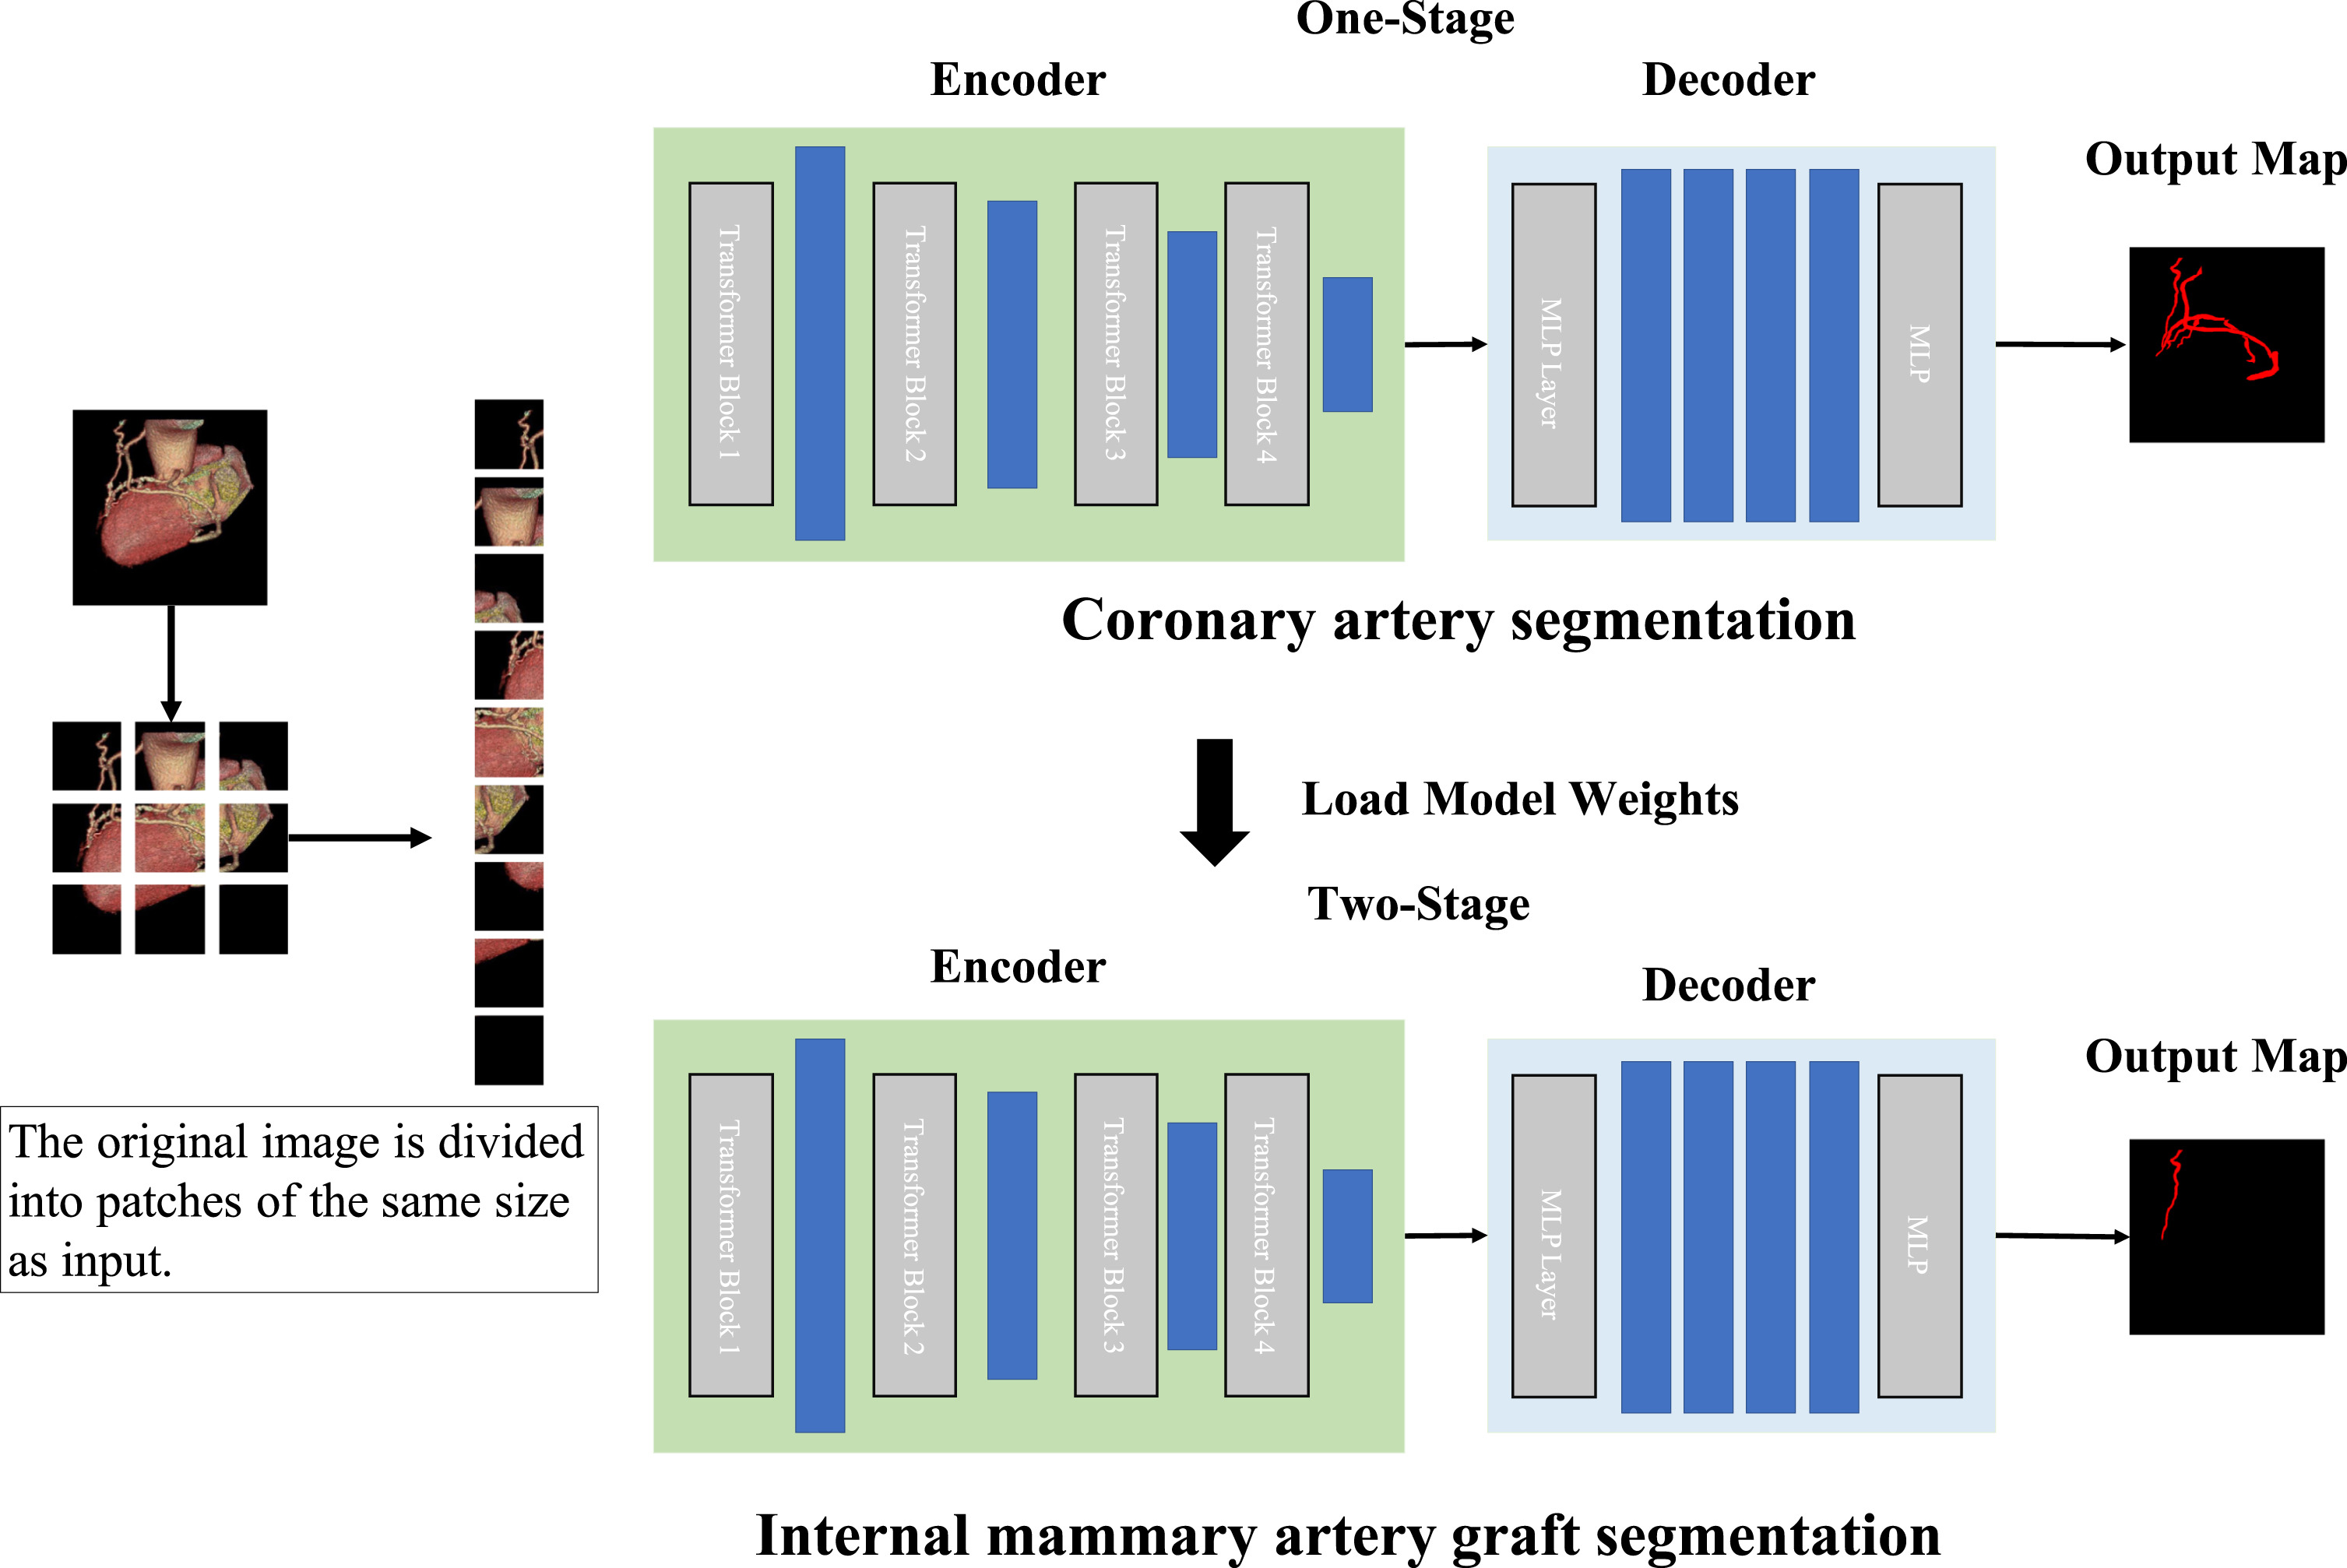 One-Stage
Encoder
Decoder
Output Map
Transformer Block 1
Transformer Block 2
Transformer Block 3
Transformer Block 4
MLP Layer
MLP
Coronary artery segmentation
Load Model Weights
Two-Stage
Encoder
Decoder
Output Map
Transformer Block 1
Transformer Block 2
Transformer Block 3
Transformer Block 4
MLP Layer
MLP
The original image is divided
into patches of the same size
as input.
Internal mammary artery graft segmentation